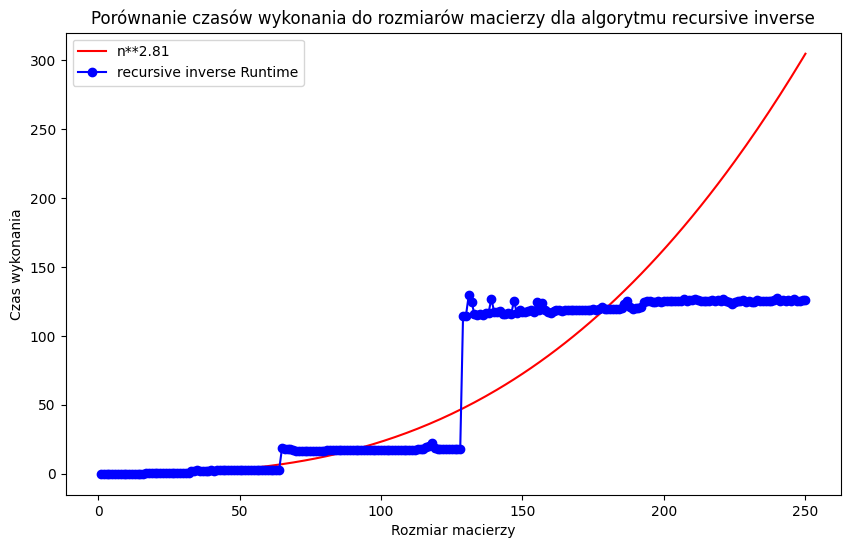 Porównanie czasów wykonania do rozmiarów macierzy dla algorytmu recursive inverse
n**2.81
recursive inverse Runtime
300
250
200
150
100
50
0
Czas wykonania
0
50
100
150
200
250
Rozmiar macierzy